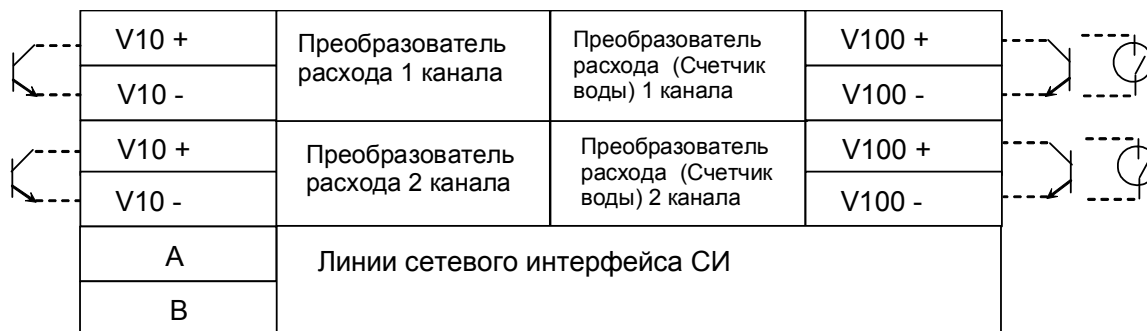 V10 +
Преобразователь
расхода 1 канала
Преобразователь
расхода (Счетчик
воды) 1 канала
V100 +
V10 -
V100 -
V10 +
Преобразователь
расхода 2 канала
Преобразователь
расхода (Счетчик
воды) 2 канала
V100 +
V10 -
V100 -
A
Линии сетевого интерфейса СИ
B